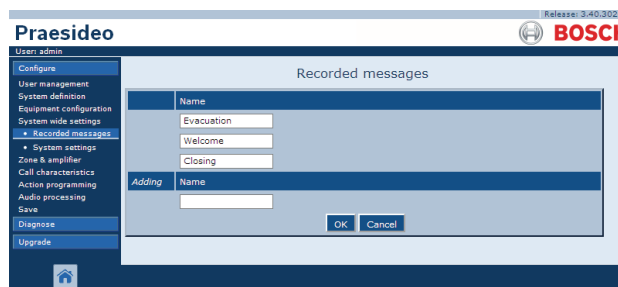 Release: 3.40.302
Praesideo
BOSCH
User: admin
Configure
User management
System definition
Equipment configuration
System wide settings
• Recorded messages
• System settings
Zone & amplifier
Call characteristics
Action programming
Audio processing
Save
Diagnose
Upgrade
Recorded messages
Name
Evacuation
Welcome
Closing
Adding Name
OK Cancel